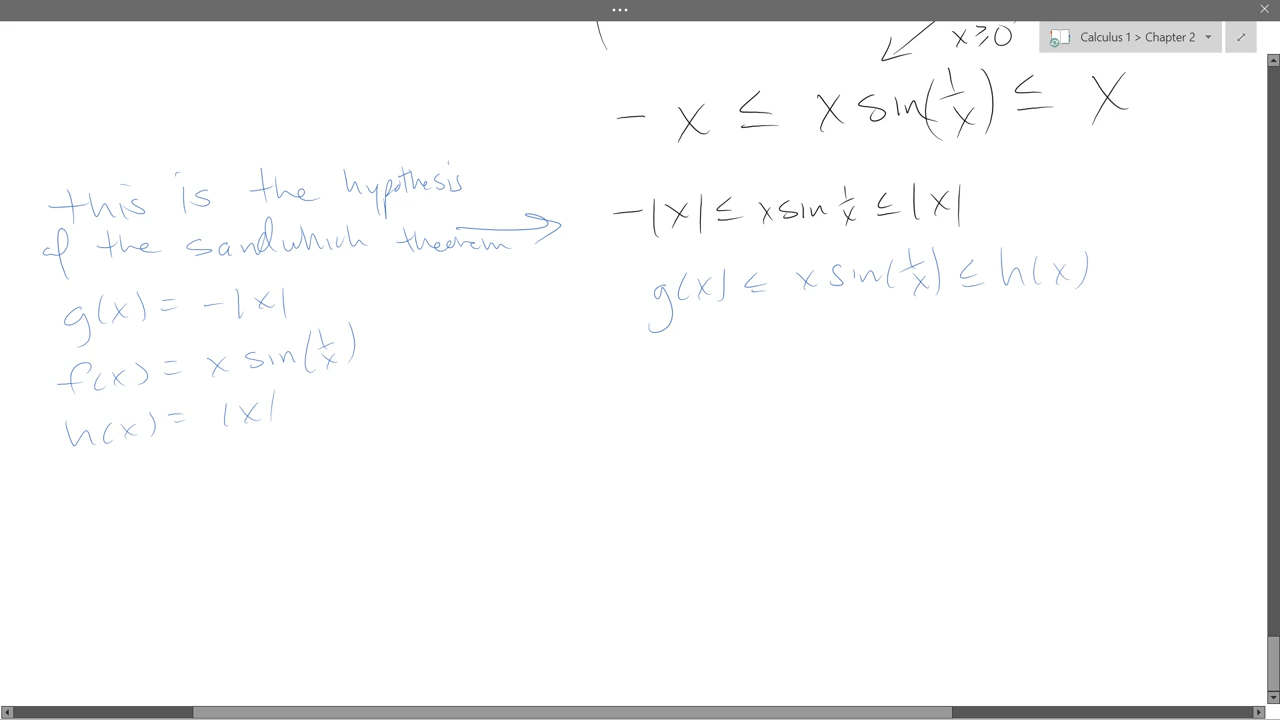 Calculus 1 > Chapter 2
x ≥ 0
- x ≤ x sin(1/x) ≤ x
this is the hypothesis
of the sandwhich theorem →
-|x| ≤ x sin 1/x ≤ |x|
g(x) ≤ x sin(1/x) ≤ h(x)
g(x) = -|x|
f(x) = x sin(1/x)
h(x) = |x|